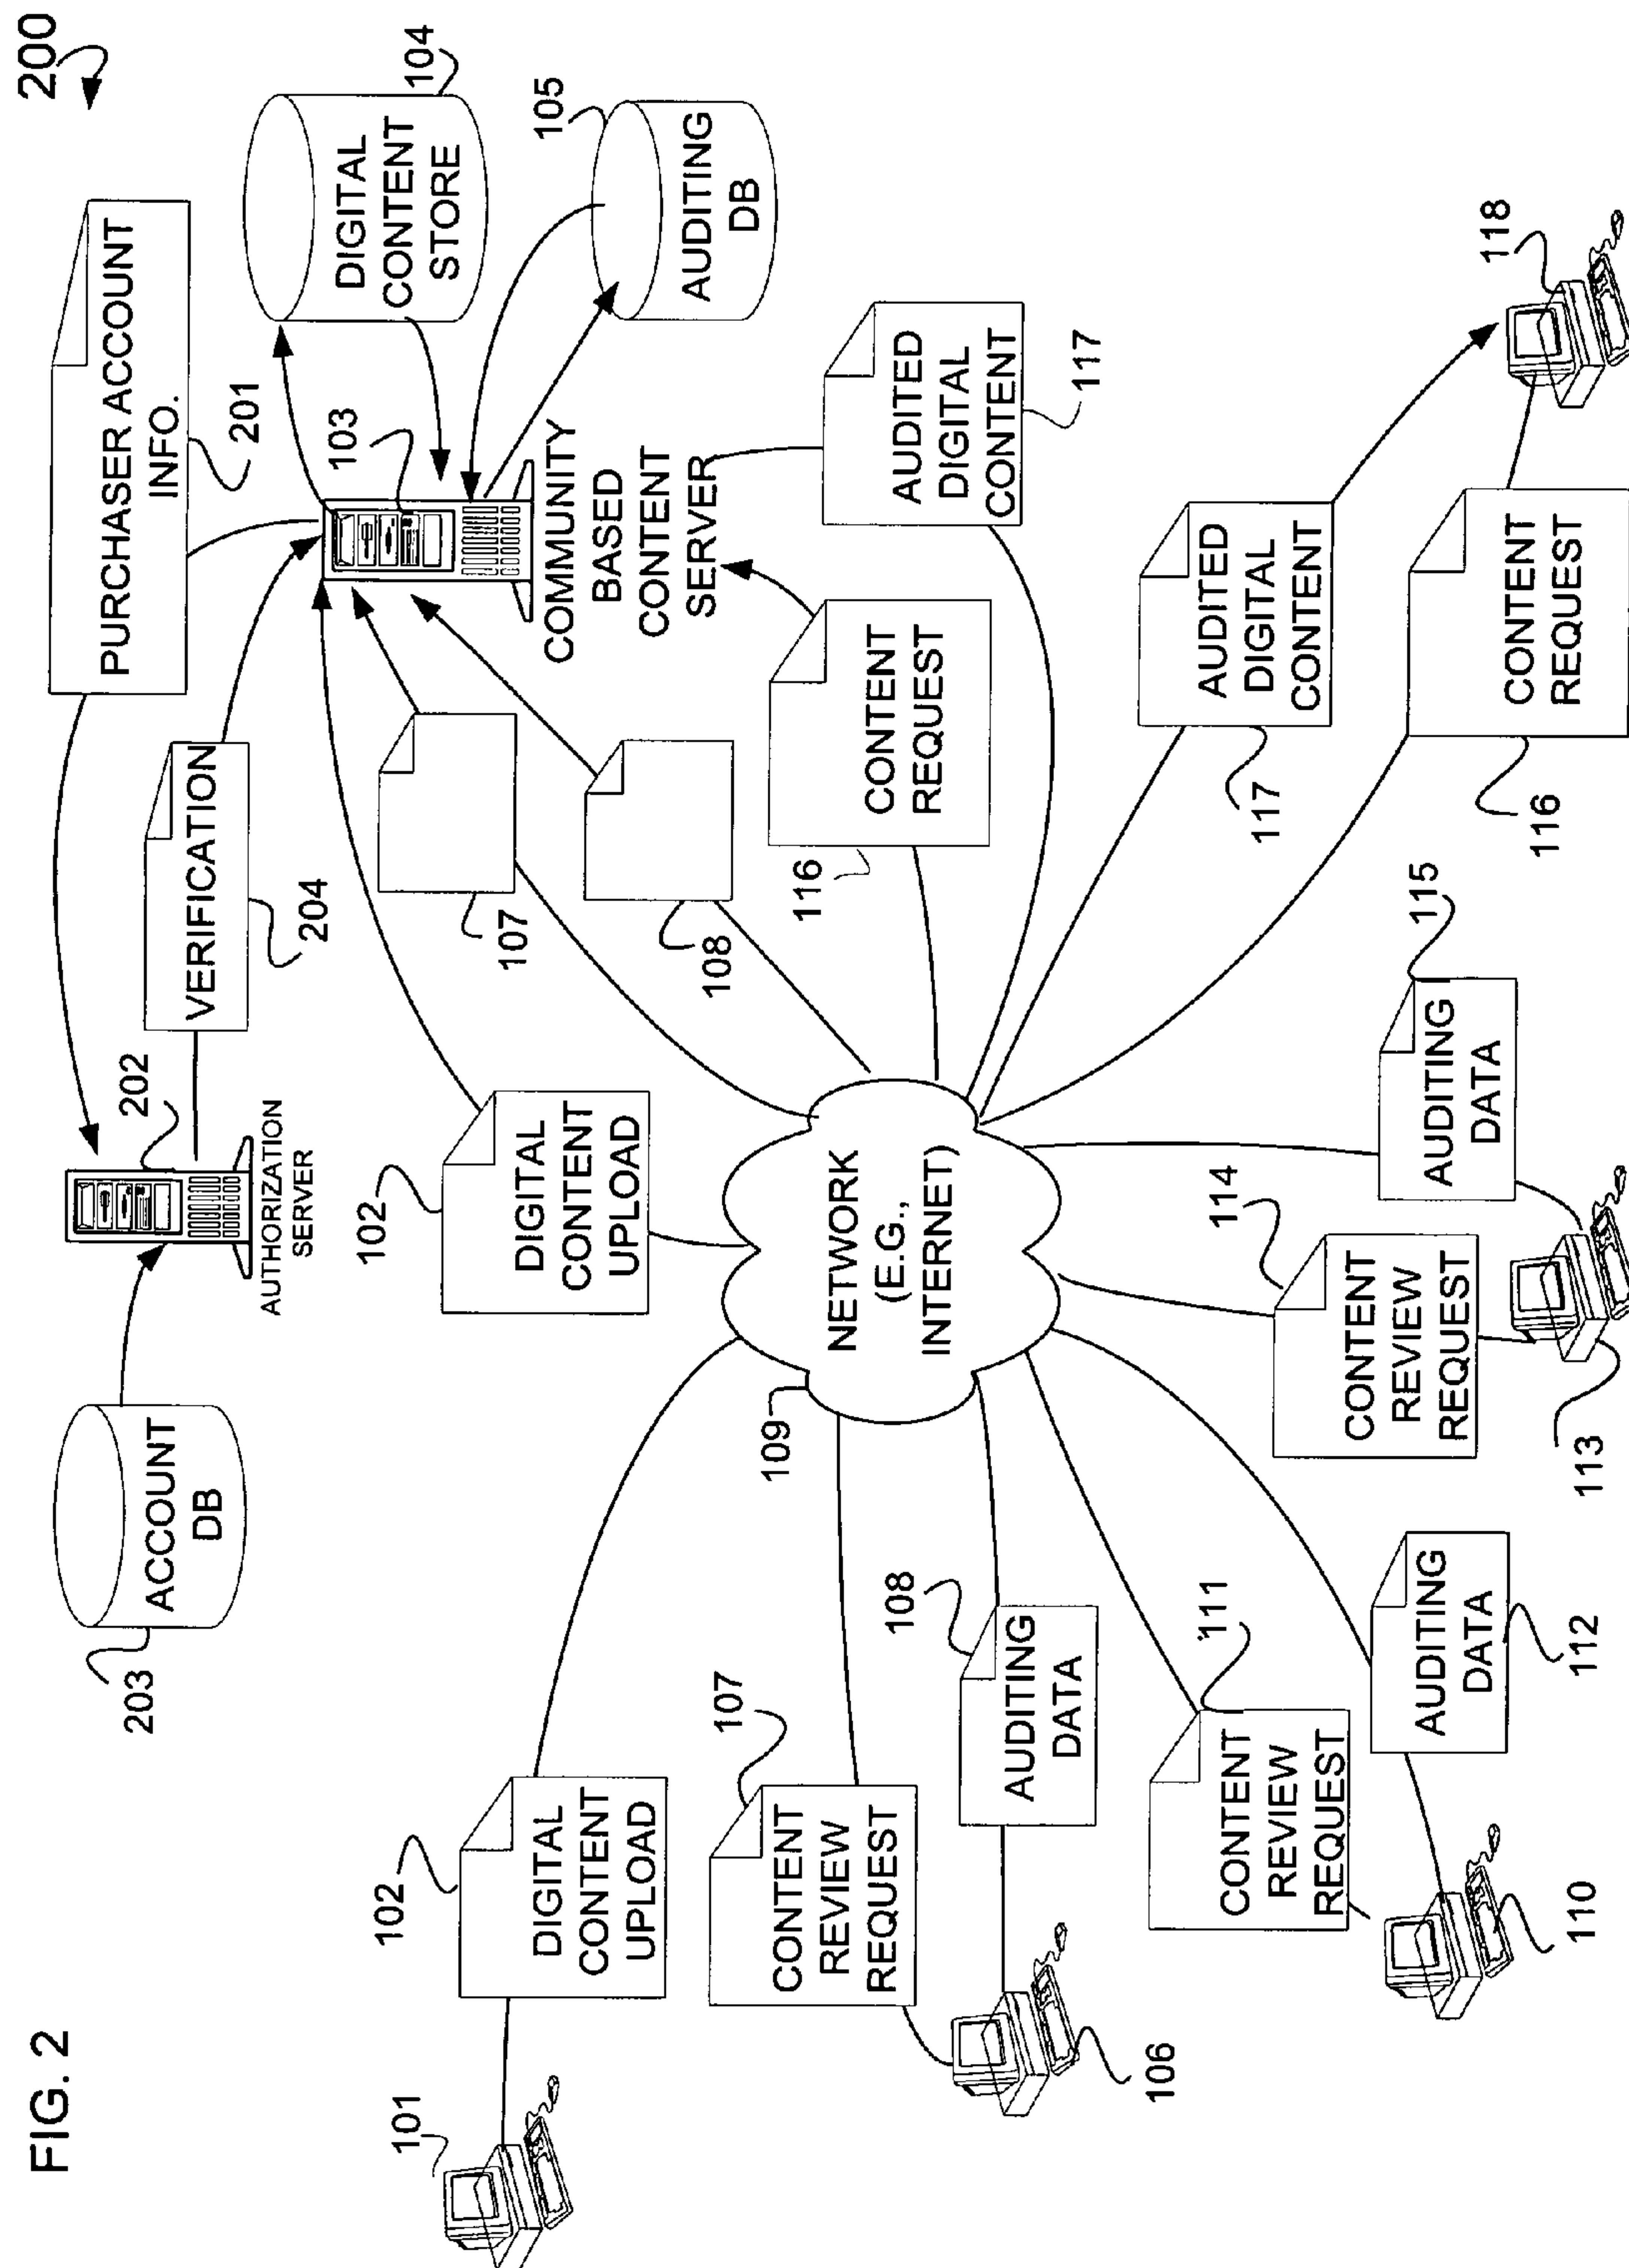 FIG. 2
200
203
ACCOUNT
DB
202
AUTHORIZATION
SERVER
VERIFICATION
204
PURCHASER ACCOUNT
INFO.
201
103
COMMUNITY
BASED
CONTENT
SERVER
DIGITAL
CONTENT
STORE
104
105
AUDITING
DB
101
102
DIGITAL
CONTENT
UPLOAD
102
DIGITAL
CONTENT
UPLOAD
107
108
116
CONTENT
REQUEST
AUDITED
DIGITAL
CONTENT
117
107
CONTENT
REVIEW
REQUEST
106
108
AUDITING
DATA
109
NETWORK
(E.G.,
INTERNET)
111
CONTENT
REVIEW
REQUEST
110
AUDITING
DATA
112
114
CONTENT
REVIEW
REQUEST
113
115
AUDITING
DATA
117
AUDITED
DIGITAL
CONTENT
116
CONTENT
REQUEST
118